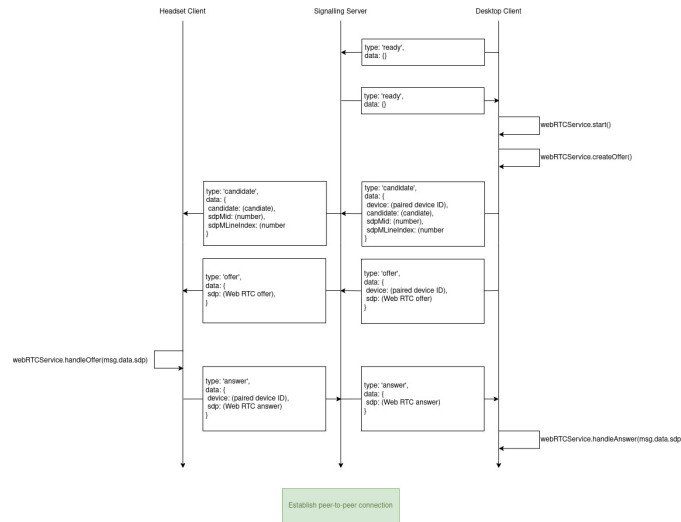 Headset Client
Signalling Server
Desktop Client
type: 'ready',
data: {}
type: 'ready',
data: {}
webRTCService.start()
webRTCService.createOffer()
type: 'candidate',
data: {
candidate: (candiate),
sdpMid: (number),
sdpMLineIndex: (number
}
type: 'candidate',
data: {
device: (paired device ID),
candidate: (candiate),
sdpMid: (number),
sdpMLineIndex: (number
}
type: 'offer',
data: {
sdp: (Web RTC offer),
}
type: 'offer',
data: {
device: (paired device ID),
sdp: (Web RTC offer)
}
webRTCService.handleOffer(msg.data.sdp)
type: 'answer',
data: {
device: (paired device ID),
sdp: (Web RTC answer)
}
type: 'answer',
data: {
sdp: (Web RTC answer)
}
webRTCService.handleAnswer(msg.data.sdp
Establish peer-to-peer connection